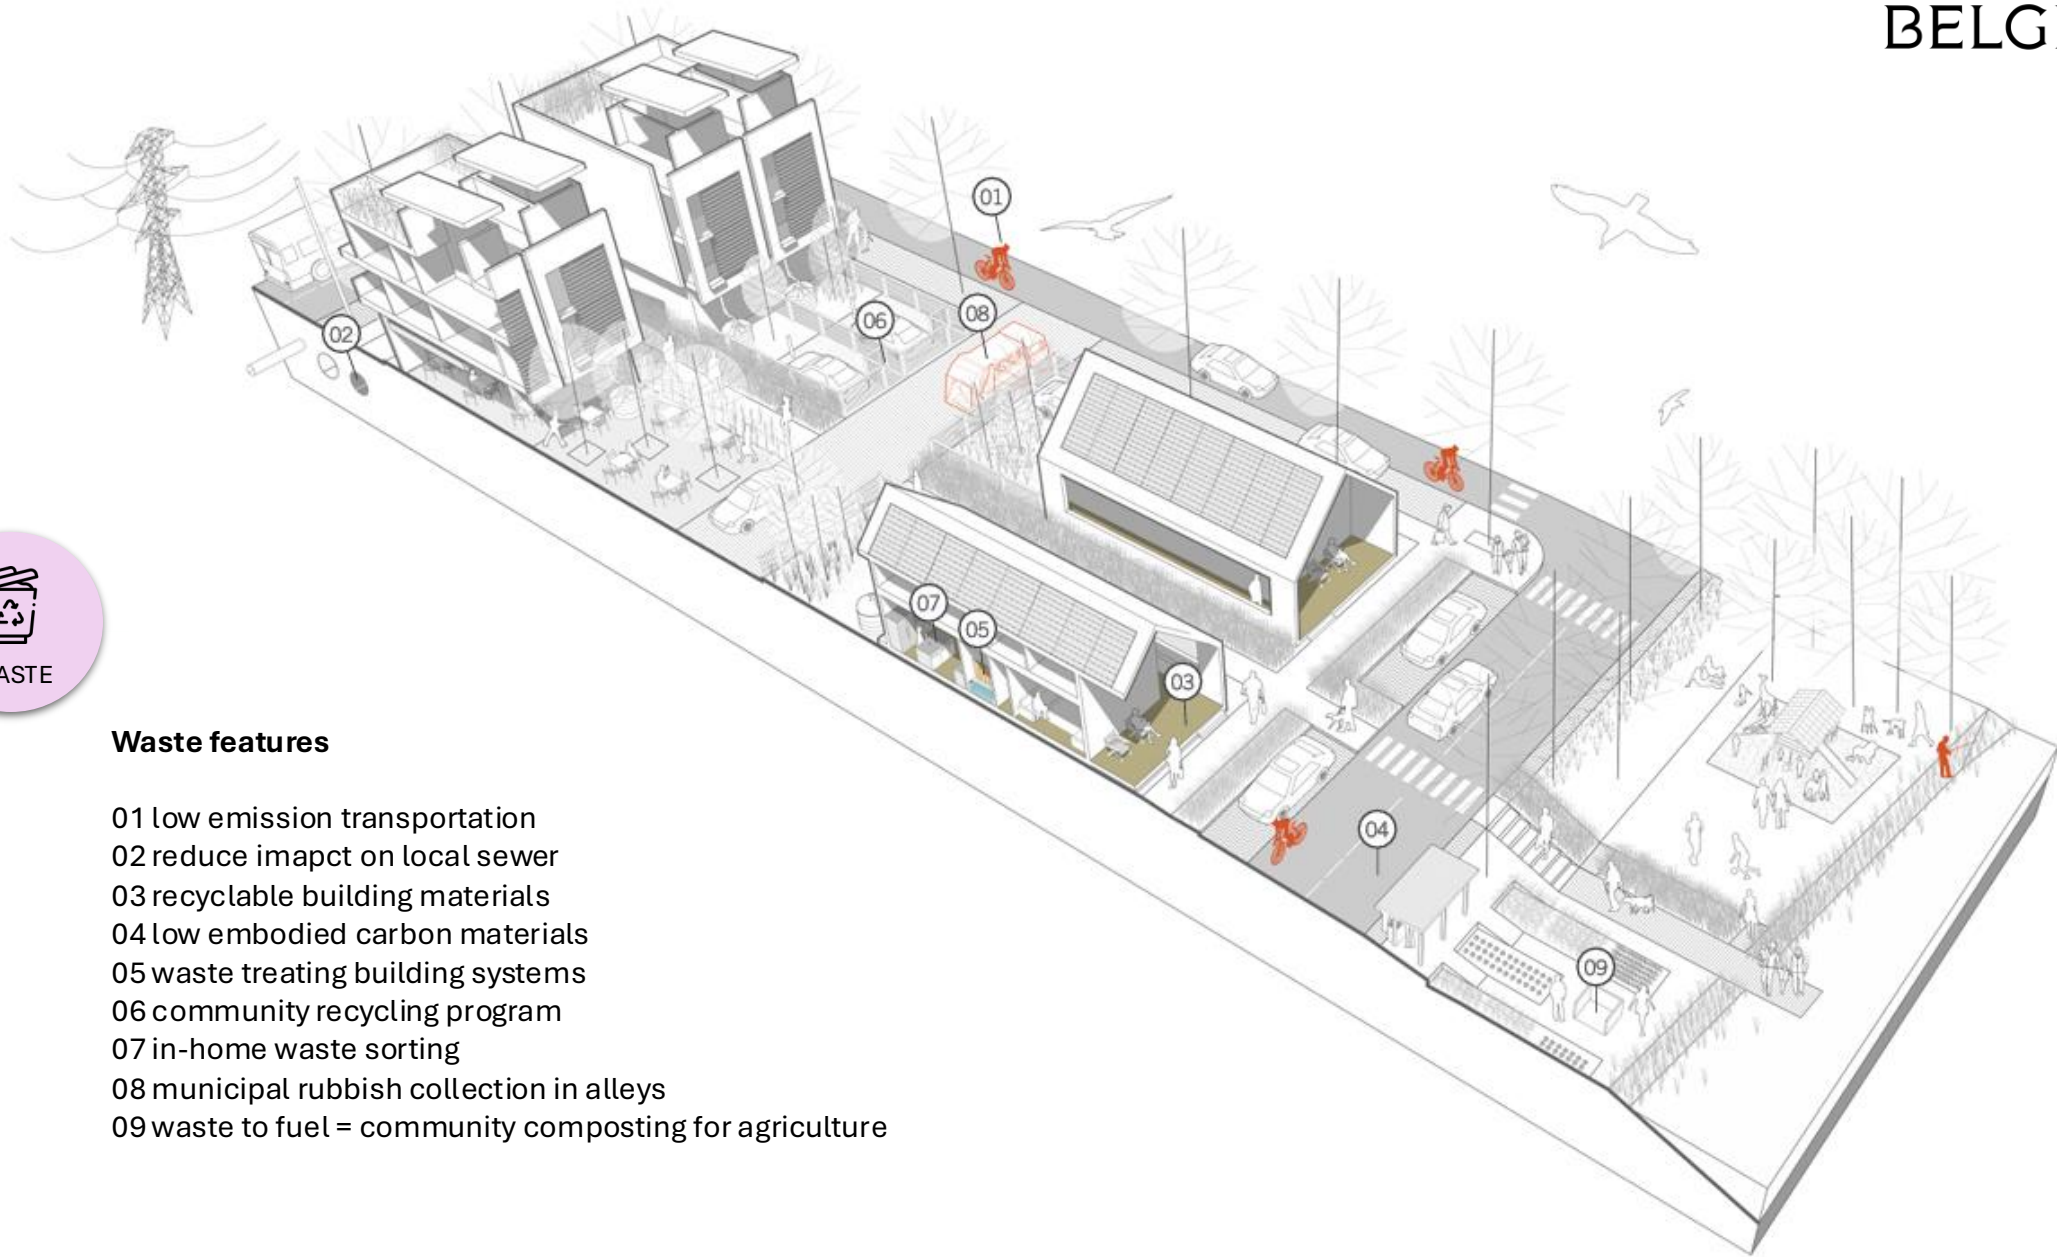 BELG
01
06
08
02
07
05
03
04
09
ASTE
Waste features
01 low emission transportation
02 reduce imapct on local sewer
03 recyclable building materials
04 low embodied carbon materials
05 waste treating building systems
06 community recycling program
07 in-home waste sorting
08 municipal rubbish collection in alleys
09 waste to fuel = community composting for agriculture